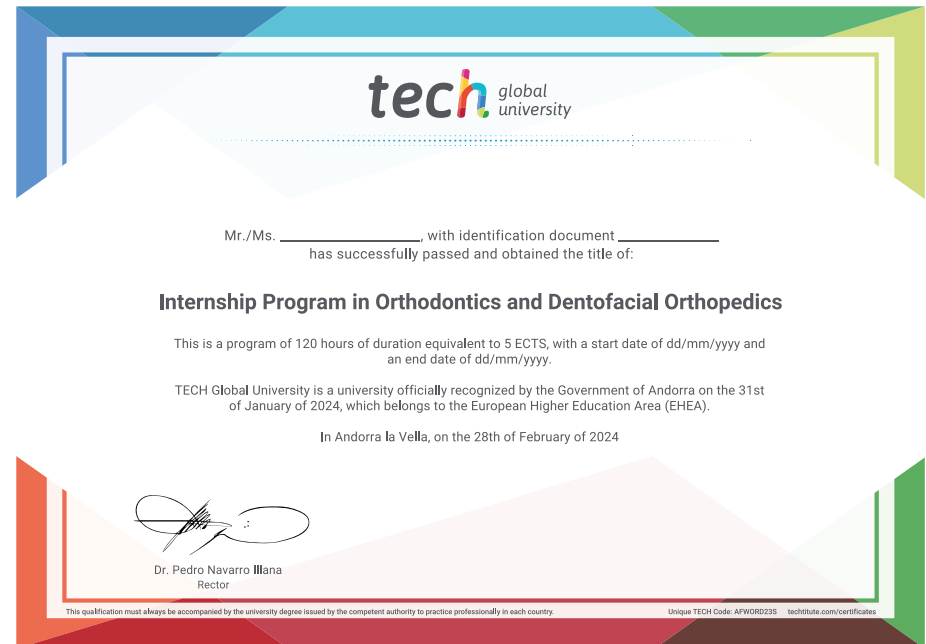 tech global university
Mr./Ms. ____________, with identification document ____________
has successfully passed and obtained the title of:
Internship Program in Orthodontics and Dentofacial Orthopedics
This is a program of 120 hours of duration equivalent to 5 ECTS, with a start date of dd/mm/yyyy and
an end date of dd/mm/yyyy.
TECH Global University is a university officially recognized by the Government of Andorra on the 31st
of January of 2024, which belongs to the European Higher Education Area (EHEA).
In Andorra la Vella, on the 28th of February of 2024
Dr. Pedro Navarro Illana
Rector
This qualification must always be accompanied by the university degree issued by the competent authority to practice professionally in each country.
Unique TECH Code: AFWORD23S techtitute.com/certificates